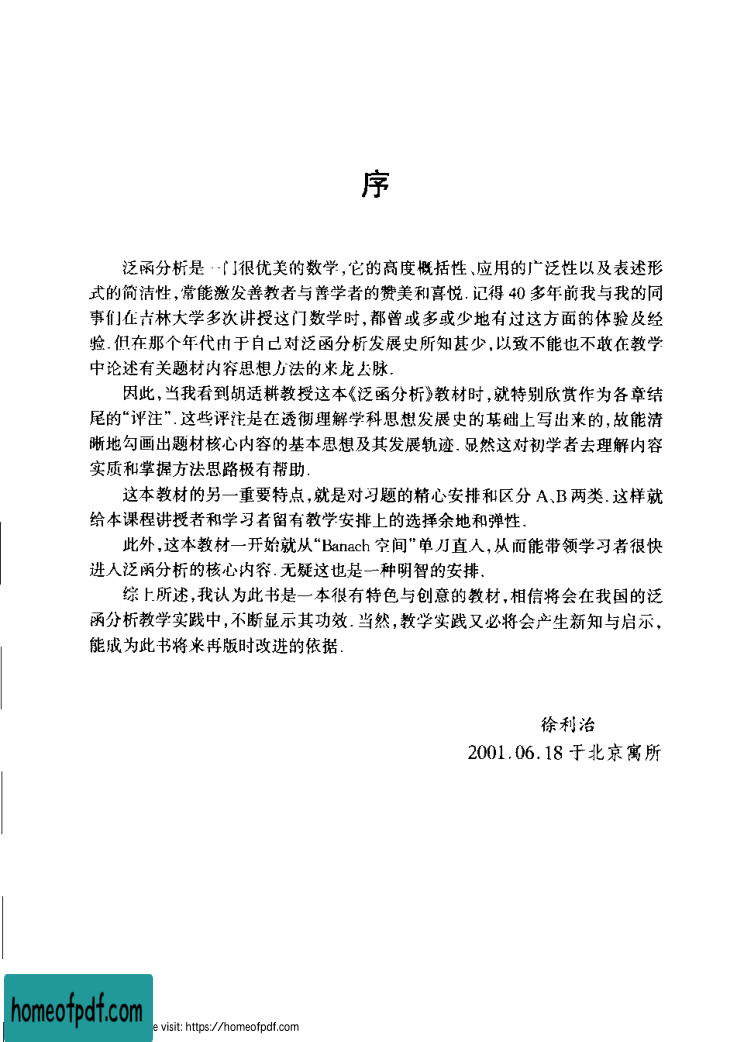 序
泛函分析是一门很优美的数学,它的高度概括性、应用的广泛性以及表述形
式的简洁性,常能激发善教者与善学者的赞美和喜悦.记得 40 多年前我与我的同
事们在吉林大学多次讲授这门数学时,都曾或多或少地有过这方面的体验及经
验.但在那个年代由于自己对泛函分析发展史所知甚少,以致不能也不敢在教学
中论述有关题材内容思想方法的来龙去脉.
因此,当我看到胡适耕教授这本《泛函分析》教材时,就特别欣赏作为各章结
尾的“评注”.这些评注是在透彻理解学科思想发展史的基础上写出来的,故能清
晰地勾画出题材核心内容的基本思想及其发展轨迹.显然这对初学者去理解内容
实质和掌握方法思路极有帮助.
这本教材的另一重要特点,就是对习题的精心安排和区分 A、B 两类.这样就
给本课程讲授者和学习者留有教学安排上的选择余地和弹性.
此外,这本教材一开始就从“Banach 空间”单刀直入,从而能带领学习者很快
进入泛函分析的核心内容.无疑这也是一种明智的安排.
综上所述,我认为此书是一本很有特色与创意的教材,相信将会在我国的泛
函分析教学实践中,不断显示其功效.当然,教学实践又必将会产生新知与启示,
能成为此书将来再版时改进的依据.
徐利治
2001.06.18 于北京寓所
homeofpdf.com
e visit: https://homeofpdf.com